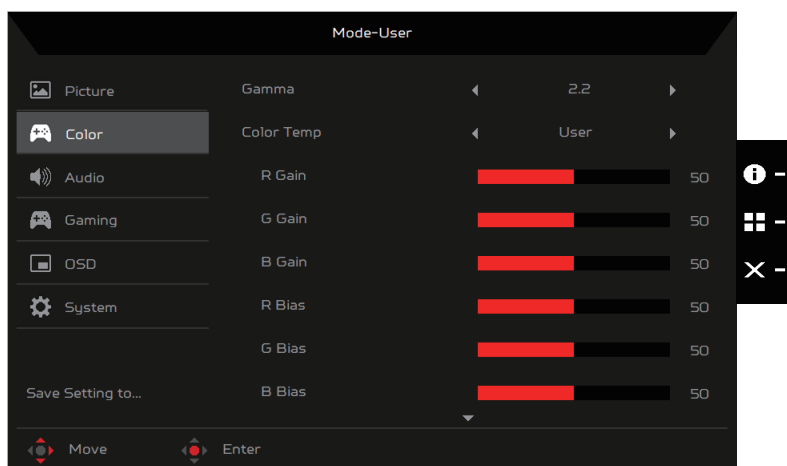 Mode-User
Picture
Gamma 2.2
Color
Color Temp User
Audio
R Gain 50
Gaming
G Gain 50
OSD
B Gain 50
System
R Bias 50
G Bias 50
Save Setting to...
B Bias 50
Move Enter